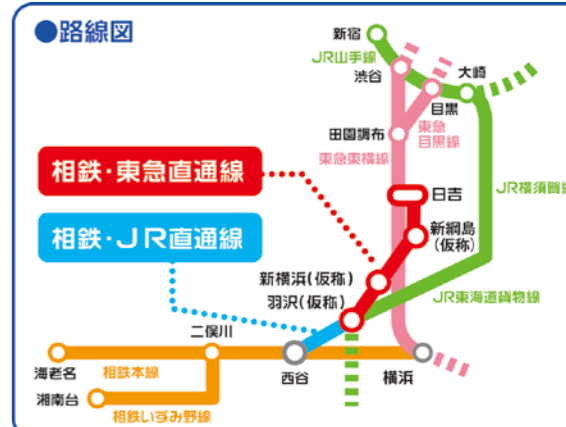 ●路線図
新宿
JR山手線
渋谷
大崎
目黒
田園調布
東急
目黒線
東急東横線
相鉄・東急直通線
日吉
JR横須賀線
相鉄・JR直通線
新綱島
(仮称)
新横浜(仮称)
羽沢(仮称)
JR東海道貨物線
二俣川
海老名
相鉄本線
西谷
横浜
湘南台
相鉄いずみ野線